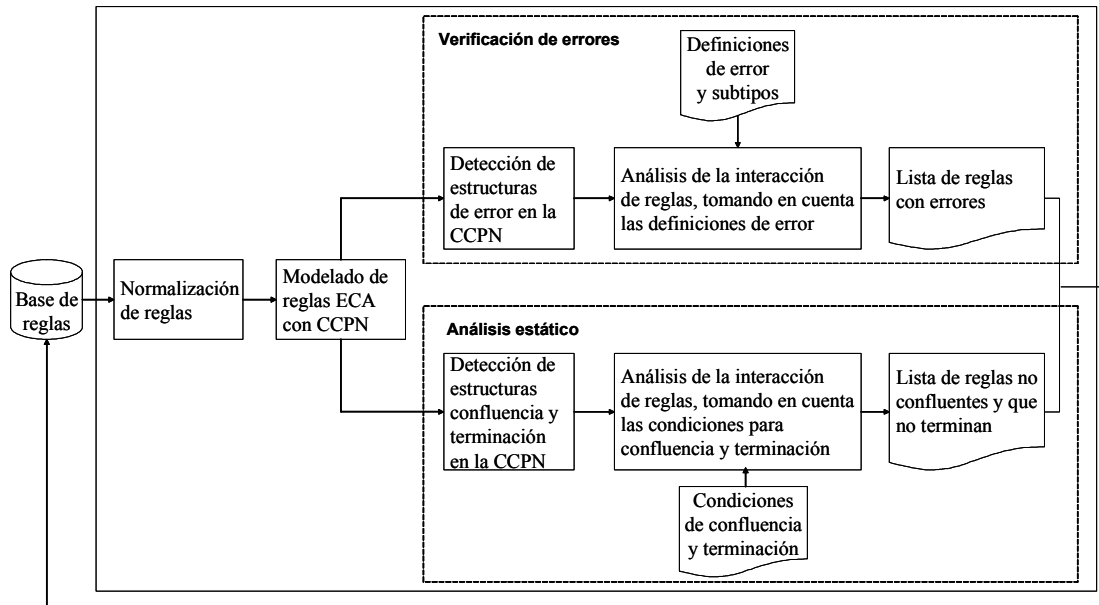 Verificación de errores
Definiciones
de error
y subtipos
Detección de
estructuras
de error en la
CCPN
Análisis de la interacción
de reglas, tomando en cuenta
las definiciones de error
Lista de reglas
con errores
Base de
reglas
Normalización
de reglas
Modelado de
reglas ECA
con CCPN
Análisis estático
Detección de
estructuras
confluencia y
terminación
en la CCPN
Análisis de la interacción
de reglas, tomando en cuenta
las condiciones para
confluencia y terminación
Lista de reglas no
confluentes y que
no terminan
Condiciones
de confluencia
y terminación